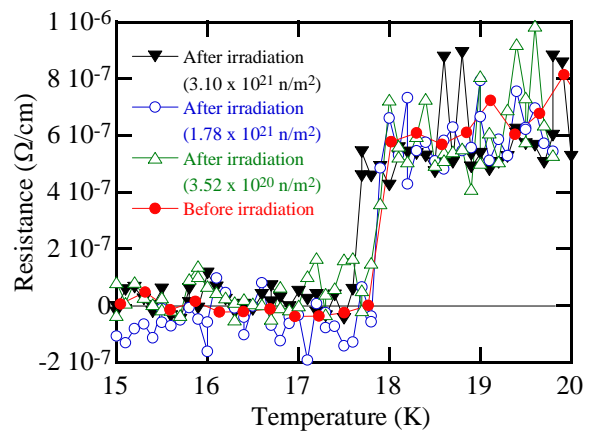 1 10⁻⁶
8 10⁻⁷
6 10⁻⁷
4 10⁻⁷
2 10⁻⁷
0
-2 10⁻⁷
Resistance (Ω/cm)
After irradiation
(3.10 x 10²¹ n/m²)
After irradiation
(1.78 x 10²¹ n/m²)
After irradiation
(3.52 x 10²⁰ n/m²)
Before irradiation
15 16 17 18 19 20
Temperature (K)